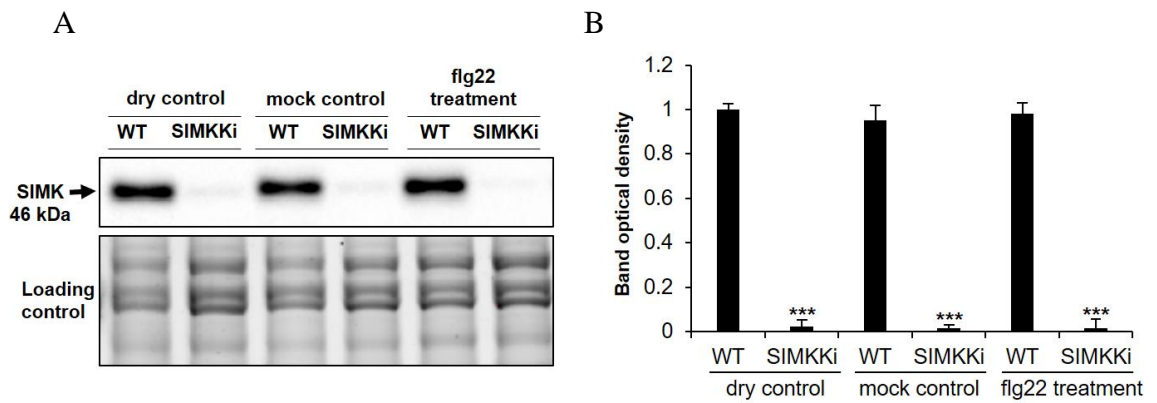 A
dry control
mock control
flg22
treatment
WT
SIMKKi
WT
SIMKKi
WT
SIMKKi
SIMK
46 kDa
Loading
control
B
Band optical density
1.2
1
0.8
0.6
0.4
0.2
0
***
***
***
WT
SIMKKi
WT
SIMKKi
WT
SIMKKi
dry control
mock control
flg22 treatment